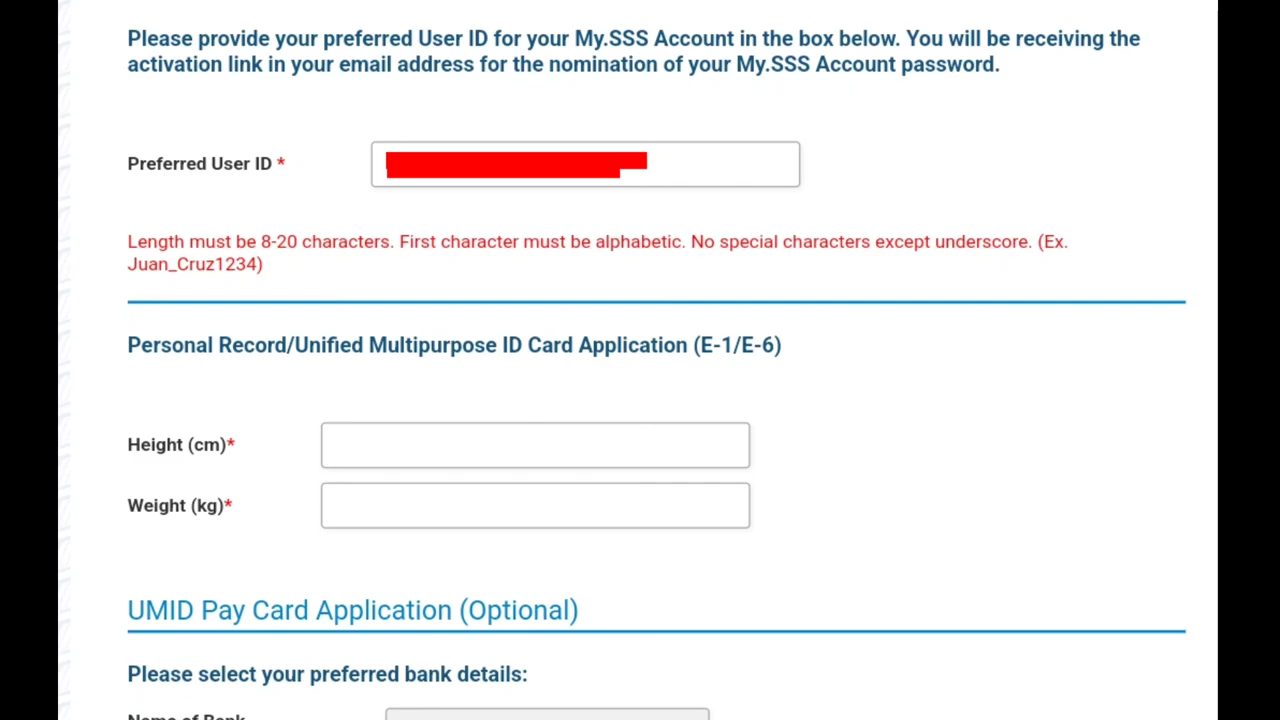 Please provide your preferred User ID for your My.SSS Account in the box below. You will be receiving the
activation link in your email address for the nomination of your My.SSS Account password.
Preferred User ID *
Length must be 8-20 characters. First character must be alphabetic. No special characters except underscore. (Ex.
Juan_Cruz1234)
Personal Record/Unified Multipurpose ID Card Application (E-1/E-6)
Height (cm)*
Weight (kg)*
UMID Pay Card Application (Optional)
Please select your preferred bank details:
Name of Bank